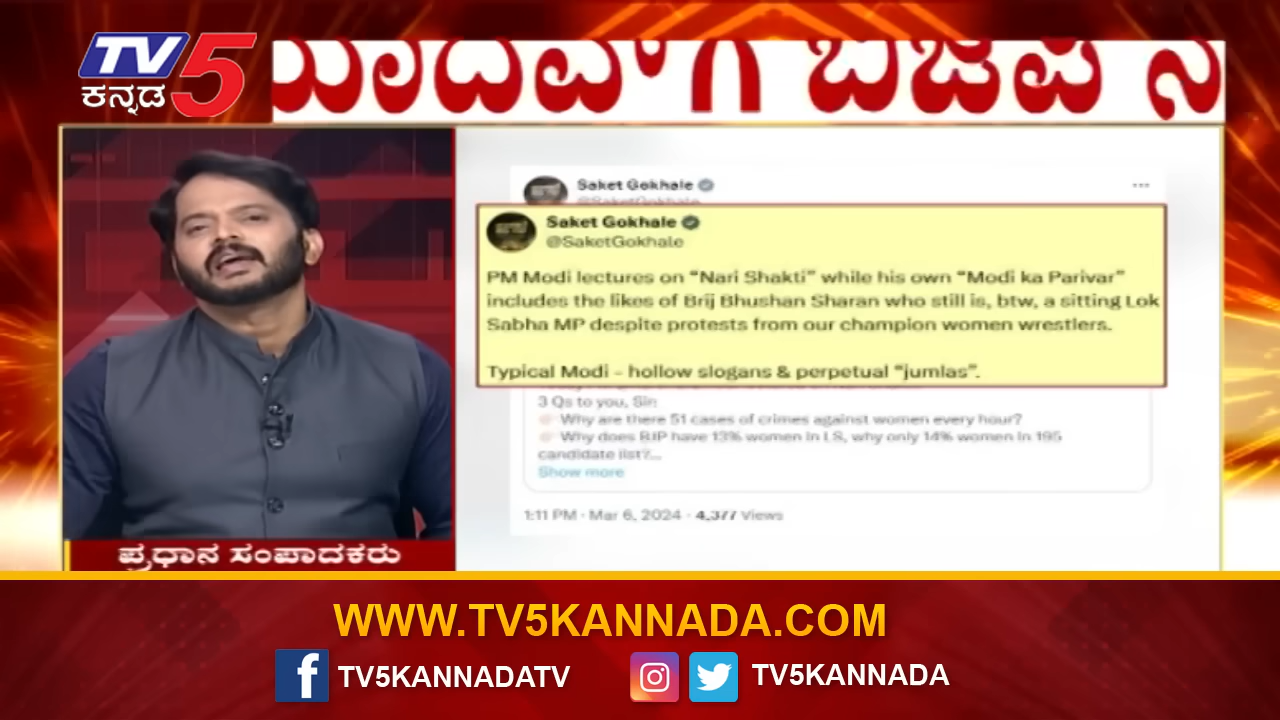 TV5
ಕನ್ನಡ
ಯಾದವಾಗಿ ಬಿಜೆಪಿ
Saket Gokhale
@SaketGokhale
Saket Gokhale
@SaketGokhale
PM Modi lectures on “Nari Shakti” while his own “Modi ka Parivar”
includes the likes of Brij Bhushan Sharan who still is, btw, a sitting Lok
Sabha MP despite protests from our champion women wrestlers.
Typical Modi - hollow slogans & perpetual “jumlas”.
3 Qs to you, Sir:
Why are there 51 cases of crimes against women every hour?
Why does BJP have 13% women in LS, why only 14% women in 195
candidate list?...
Show more
1:11 PM · Mar 6, 2024 · 4,377 Views
ಪ್ರಧಾನ ಸಂಪಾದಕರು
WWW.TV5KANNADA.COM
TV5KANNADATV
TV5KANNADA